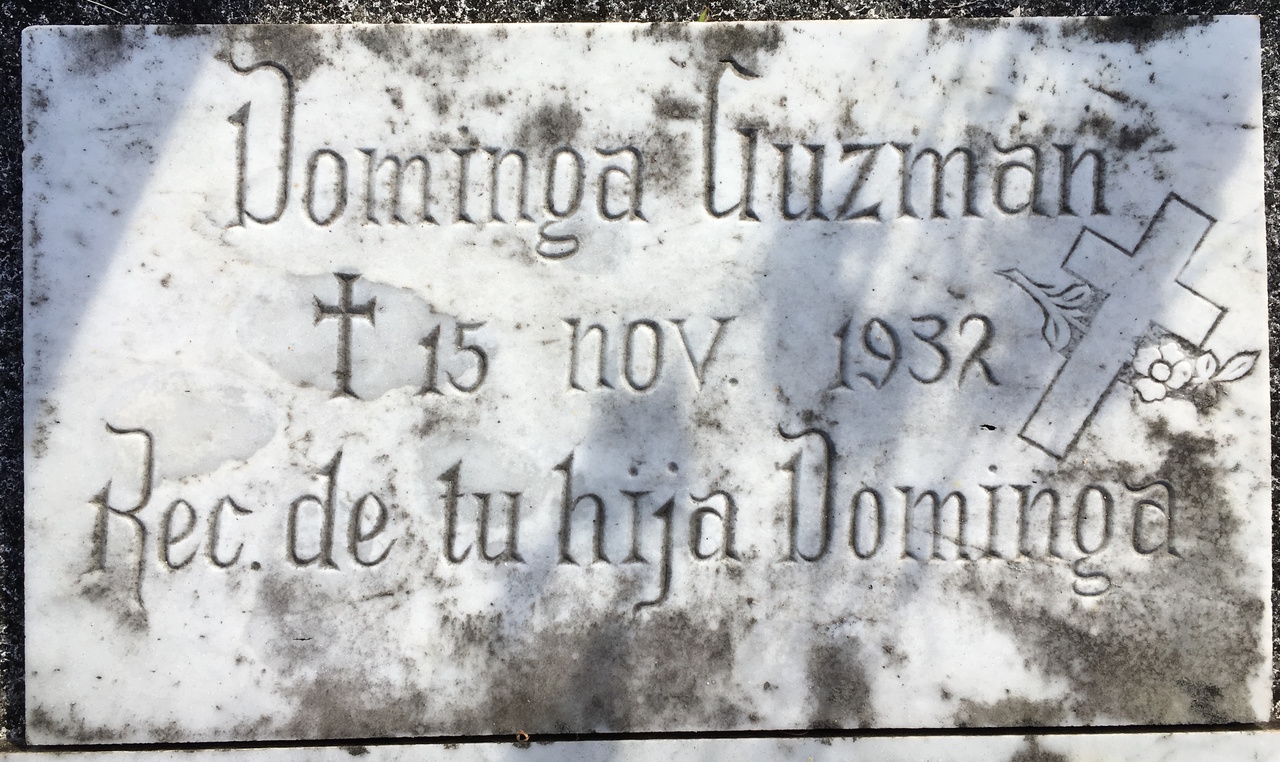 Dominga Guzman
† 15 nov. 1932
Rec. de tu hija Dominga